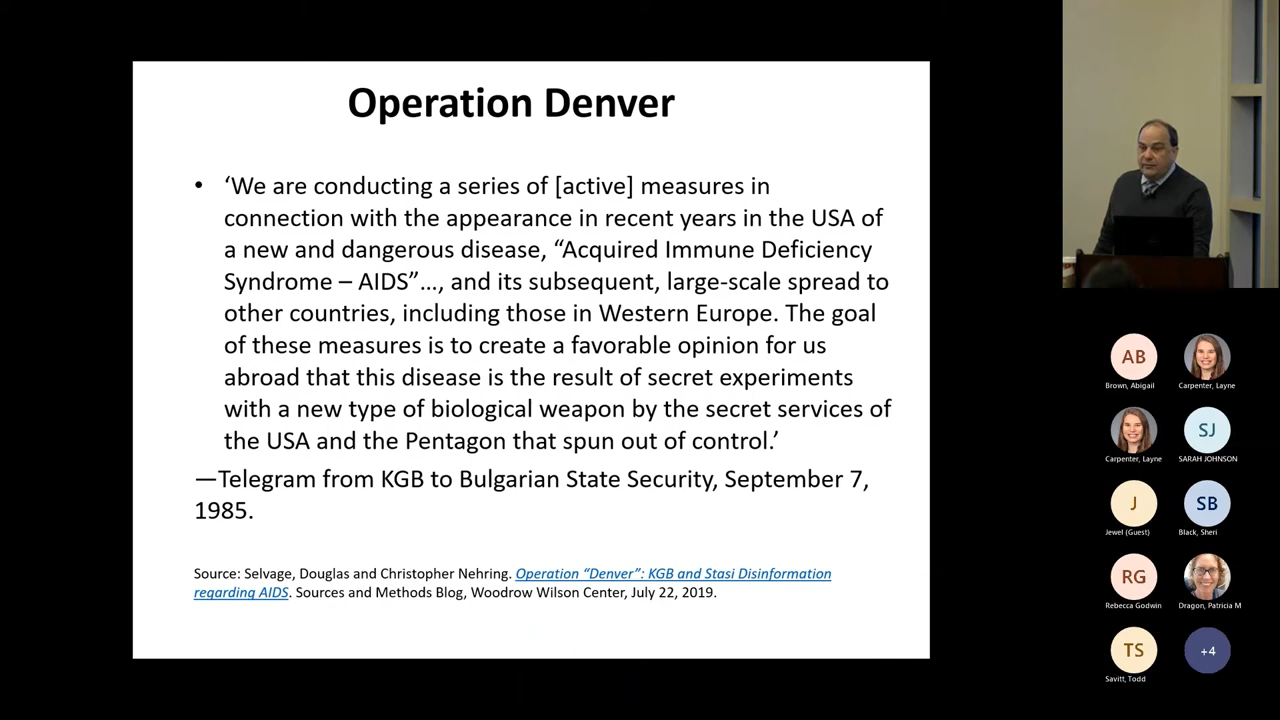 Operation Denver
• ‘We are conducting a series of [active] measures in
connection with the appearance in recent years in the USA of
a new and dangerous disease, “Acquired Immune Deficiency
Syndrome – AIDS”…, and its subsequent, large-scale spread to
other countries, including those in Western Europe. The goal
of these measures is to create a favorable opinion for us
abroad that this disease is the result of secret experiments
with a new type of biological weapon by the secret services of
the USA and the Pentagon that spun out of control.’
—Telegram from KGB to Bulgarian State Security, September 7,
1985.
Source: Selvage, Douglas and Christopher Nehring. Operation “Denver”: KGB and Stasi Disinformation
regarding AIDS. Sources and Methods Blog, Woodrow Wilson Center, July 22, 2019.
AB
Brown, Abigail
Carpenter, Layne
Carpenter, Layne
SJ
SARAH JOHNSON
J
Jewel (Guest)
SB
Black, Sheri
RG
Rebecca Godwin
Dragon, Patricia M
TS
Savitt, Todd
+4